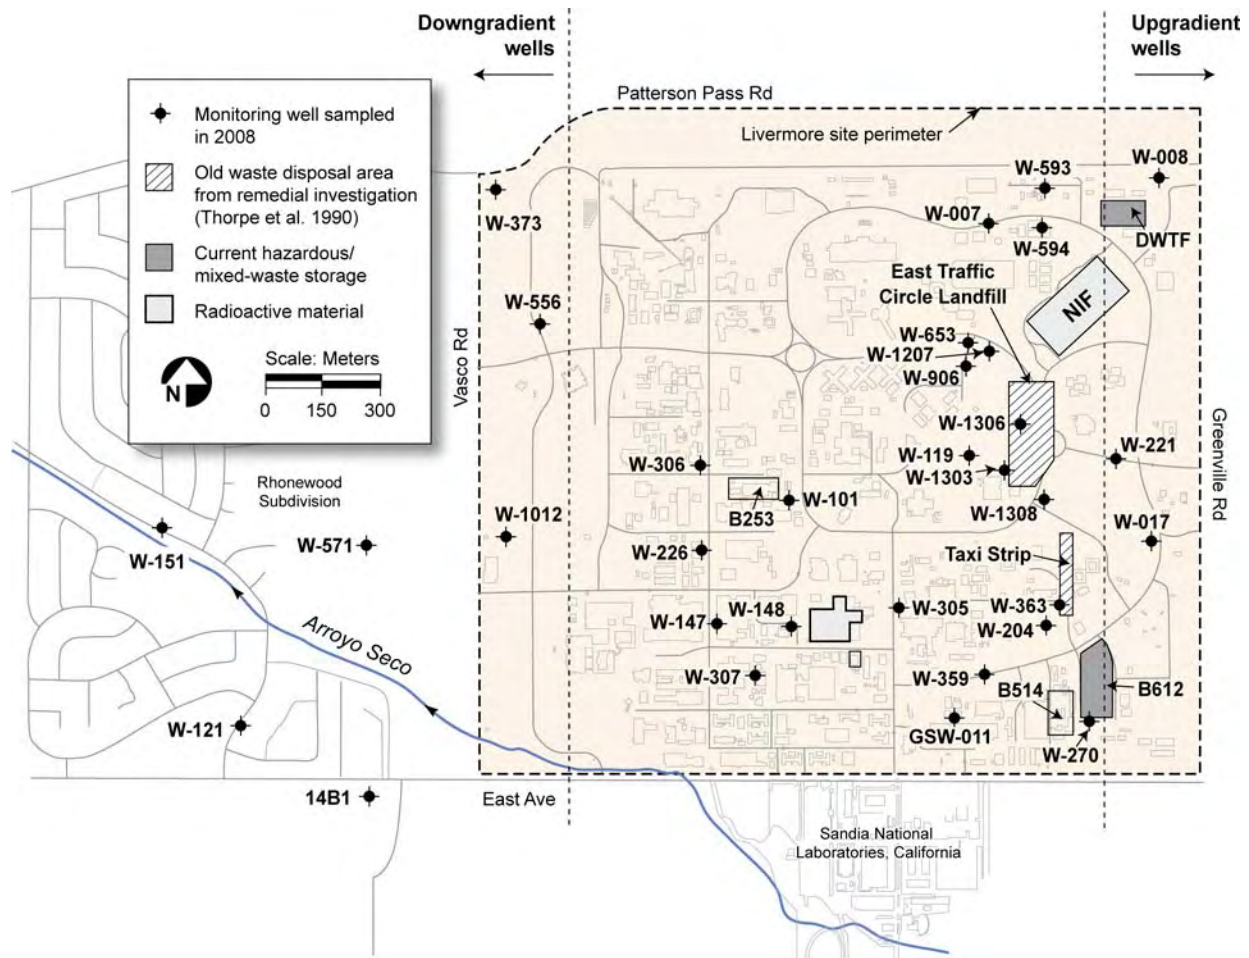 Downgradient
wells
Upgradient
wells
Patterson Pass Rd
Livermore site perimeter
Monitoring well sampled
in 2008
Old waste disposal area
from remedial investigation
(Thorpe et al. 1990)
Current hazardous/
mixed-waste storage
Radioactive material
N
Scale: Meters
0 150 300
W-008
W-593
W-373
W-007
W-594
DWTF
East Traffic
Circle Landfill
NIF
W-556
W-653
W-1207
W-906
Vasco Rd
Greenville Rd
W-1306
W-119
W-221
W-306
W-1303
Rhonewood
Subdivision
W-101
B253
W-1308
W-1012
W-017
W-151
W-571
W-226
Taxi Strip
W-148
W-147
W-305
W-363
W-204
Arroyo Seco
W-307
W-359
B514
B612
W-121
GSW-011
W-270
14B1
East Ave
Sandia National
Laboratories, California